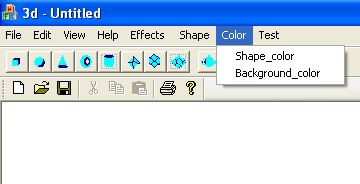 3d - Untitled
File Edit View Help Effects Shape Color Test
Shape_color
Background_color